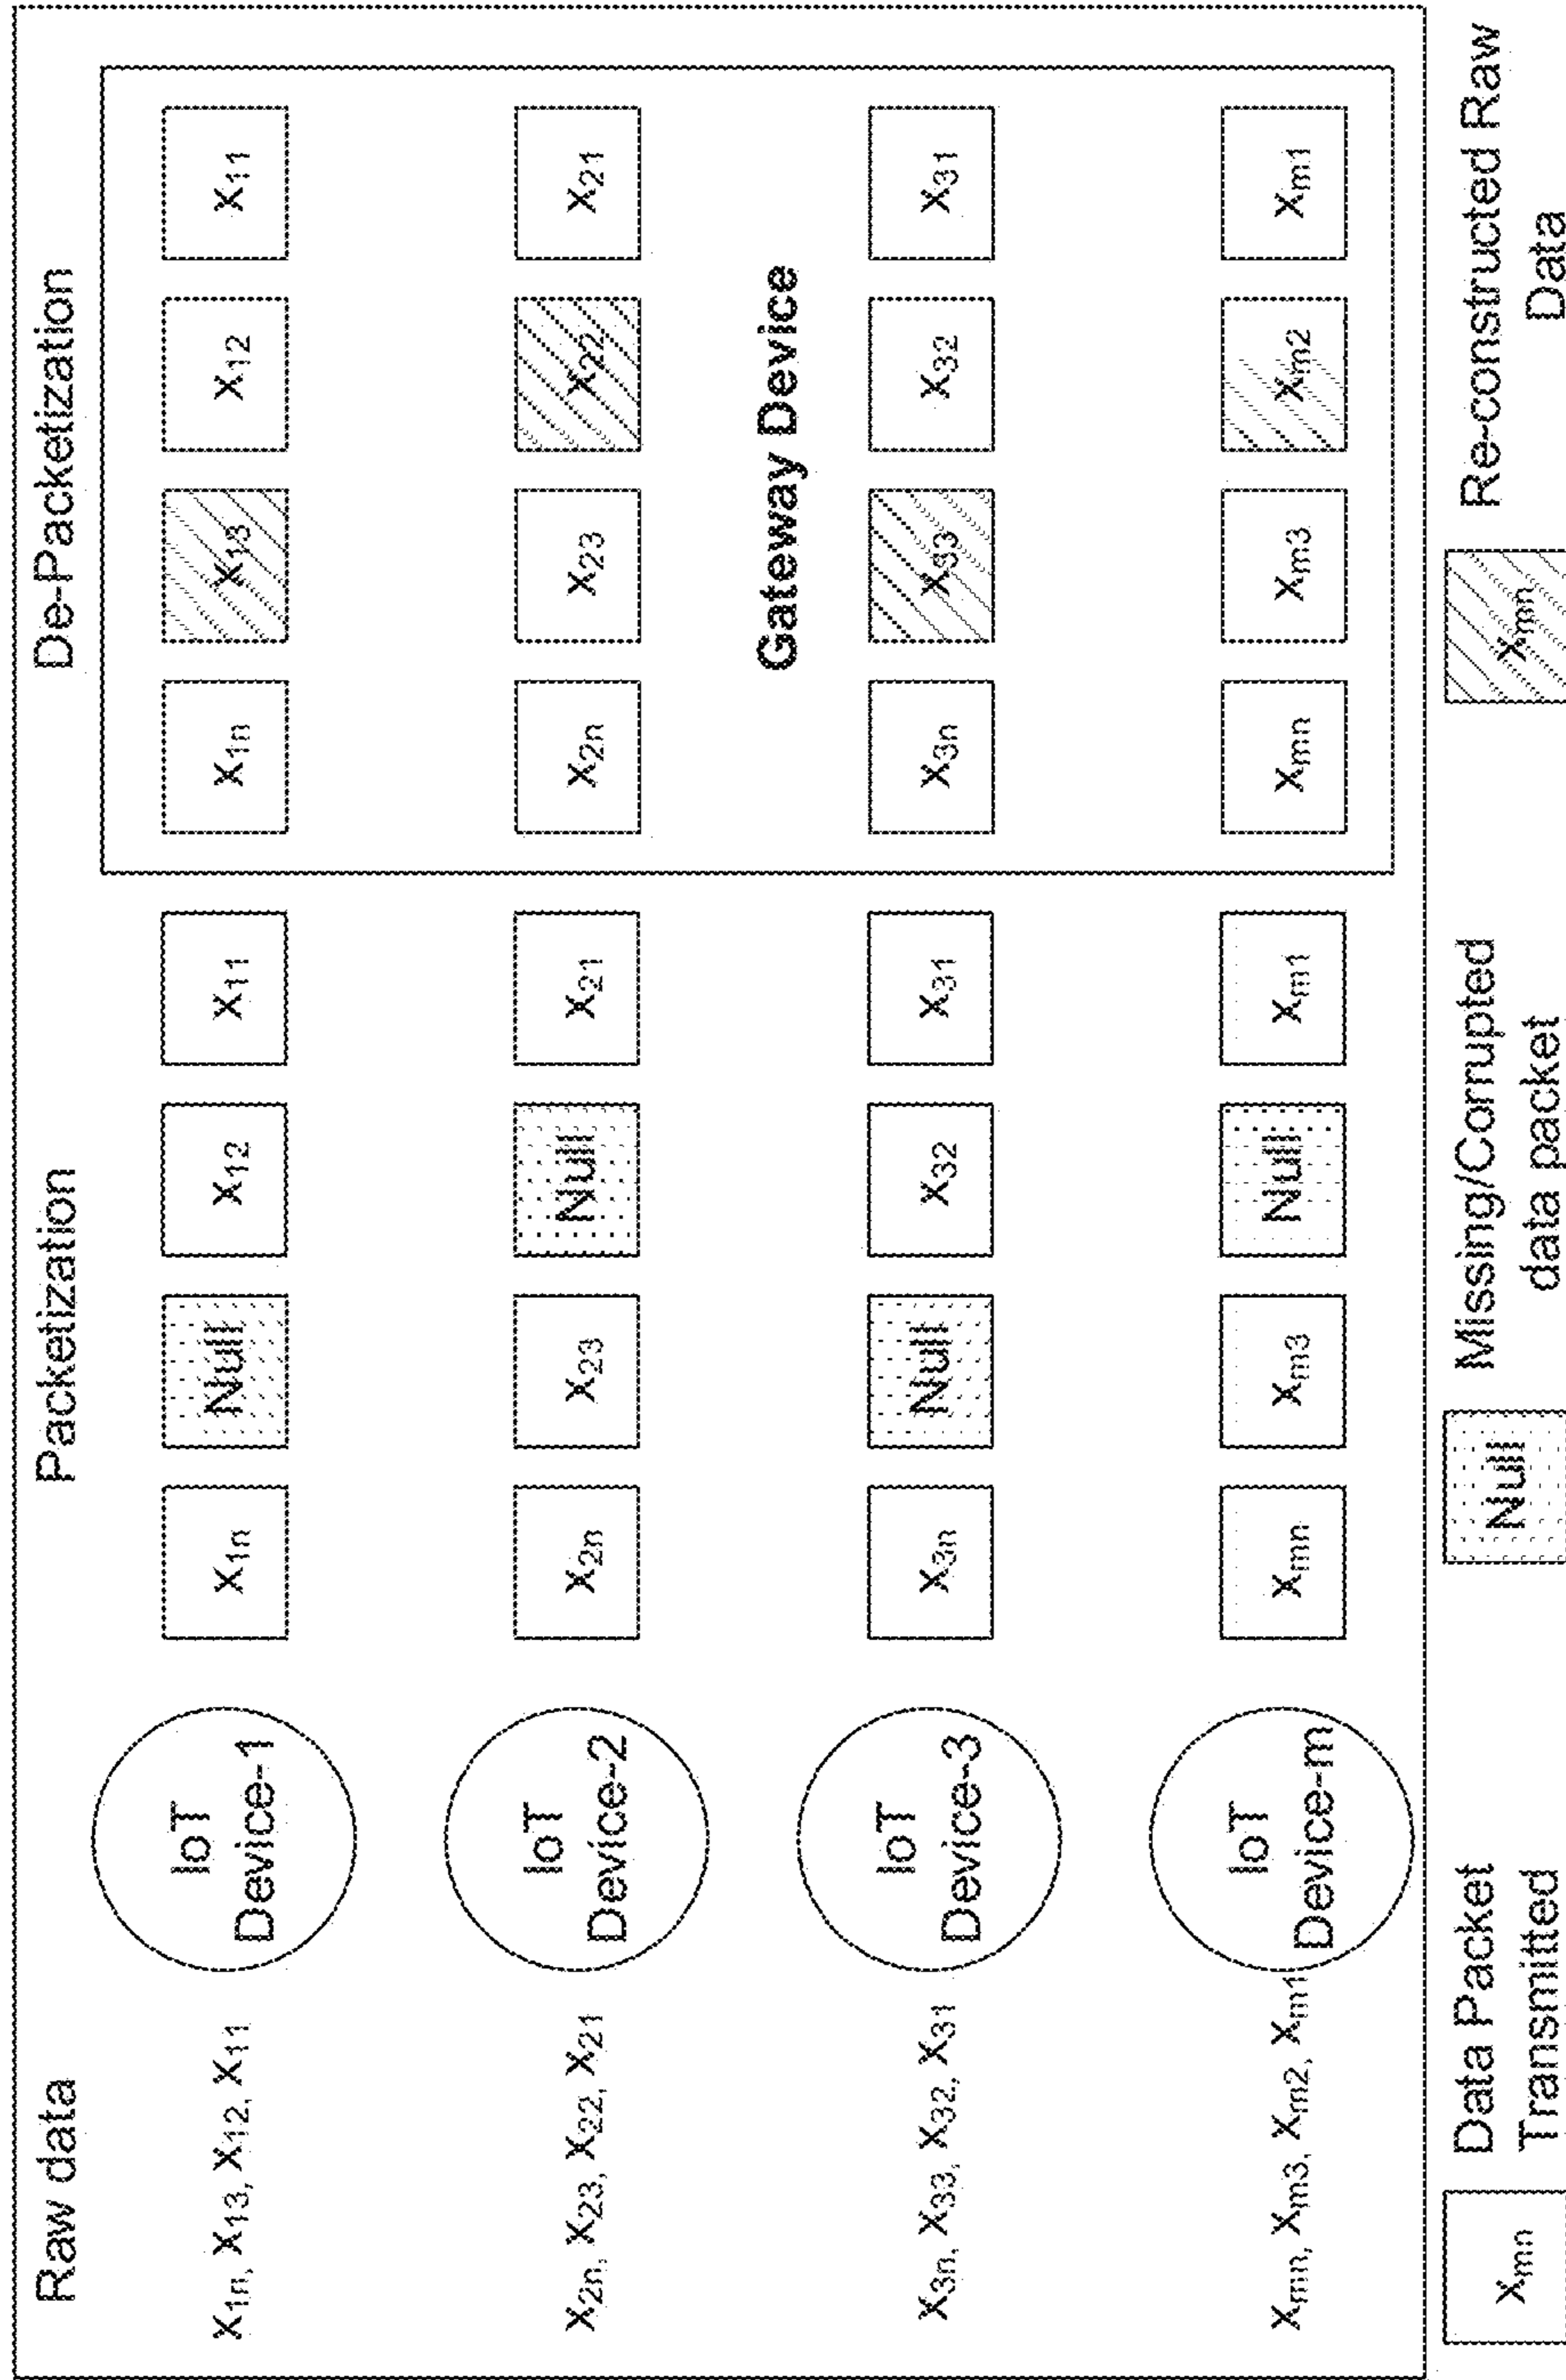 Raw data Packetization De-Packetization
X1n, X13, X12, X11
IoT
Device-1
X1n Null X12 X11
X1n X13 X12 X11
X2n, X23, X22, X21
IoT
Device-2
X2n X23 Null X21
X2n X23 X22 X21
Gateway Device
X3n, X33, X32, X31
IoT
Device-3
X3n Null X32 X31
X3n X33 X32 X31
Xmn, Xm3, Xm2, Xm1
IoT
Device-m
Xmn Xm3 Null Xm1
Xmn Xm3 Xm2 Xm1
Xmn
Data Packet
Transmitted
Null
Missing/Corrupted
data packet
Xmn
Re-constructed Raw
Data